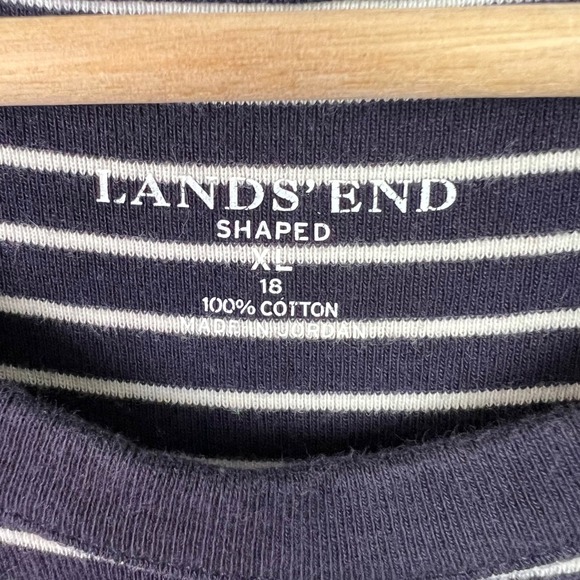 LANDS' END
SHAPED
XL
18
100% COTTON
MADE IN JORDAN